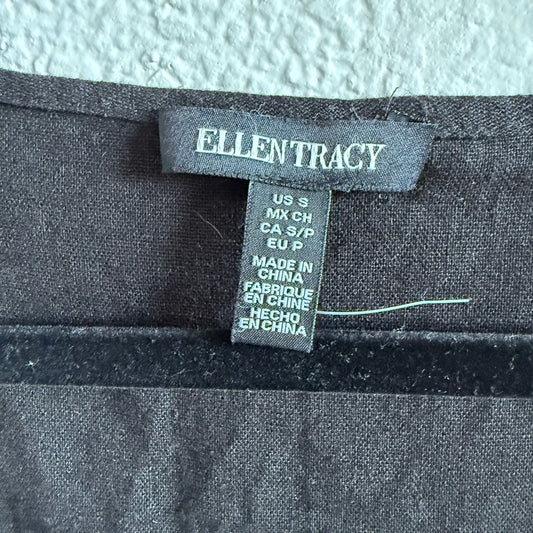 ELLEN TRACY
US S
MX CH
CA S/P
EU P
MADE IN
CHINA
FABRIQUE
EN CHINE
HECHO
EN CHINA